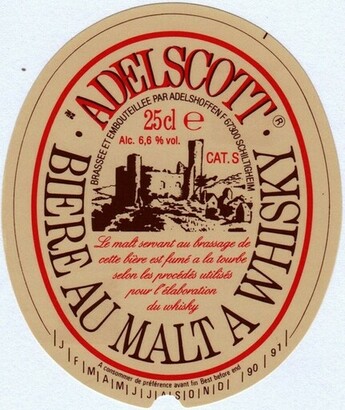 ADELSCOTT ®
BRASSEE ET EMBOUTEILLEE PAR ADELSHOFFEN F 67300 SCHILTIGHEIM
25cl e
Alc. 6,6 % vol.
CAT. S
Le malt servant au brassage de
cette bière est fumé a la tourbe
selon les procédés utilisés
pour l'élaboration
du whisky
BIERE AU MALT A WHISKY
J|F|M|A|M|J|J|A|S|O|N|D / 90 / 91 /
A consommer de préférence avant fin Best before end